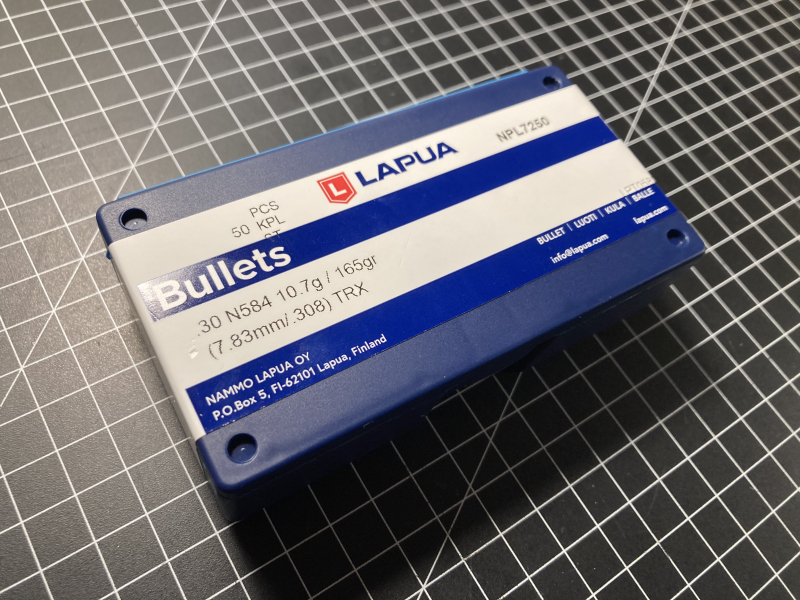 PCS
50 KPL
ST
L LAPUA
NPL7250
Bullets
.30 N584 10.7g / 165gr
(7.83mm/.308) TRX
NAMMO LAPUA OY
P.O.Box 5, FI-62101 Lapua, Finland
BULLET | LUOTI | KULA | BALLE
info@lapua.com
lapua.com